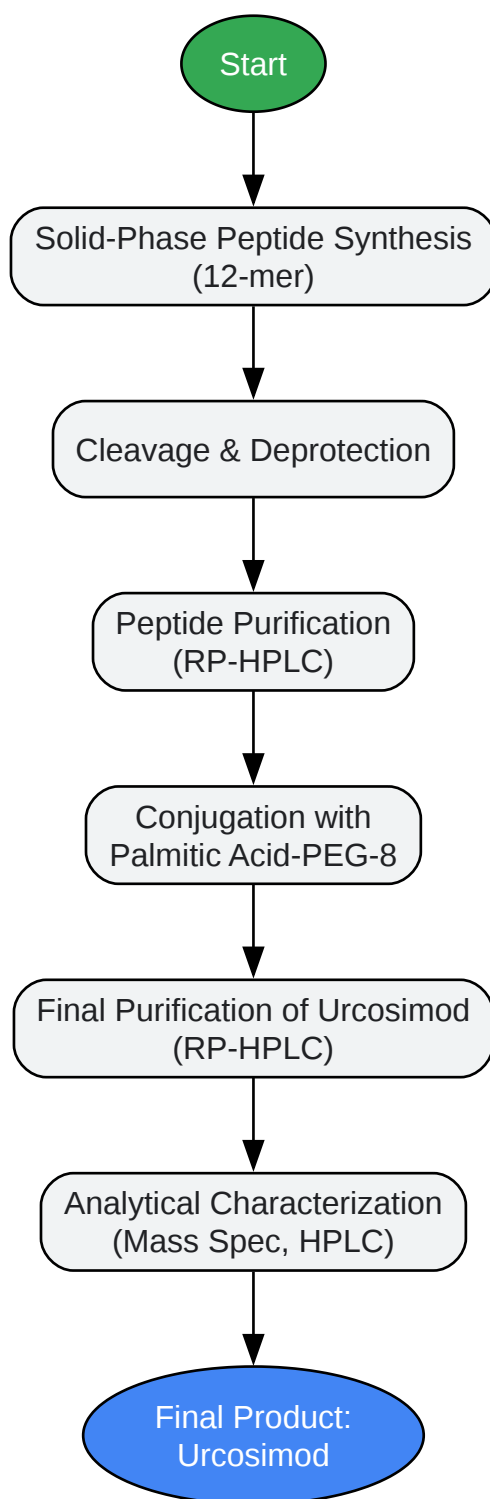 Start
Solid-Phase Peptide Synthesis
(12-mer)
Cleavage & Deprotection
Peptide Purification
(RP-HPLC)
Conjugation with
Palmitic Acid-PEG-8
Final Purification of Urcosimod
(RP-HPLC)
Analytical Characterization
(Mass Spec, HPLC)
Final Product:
Urcosimod